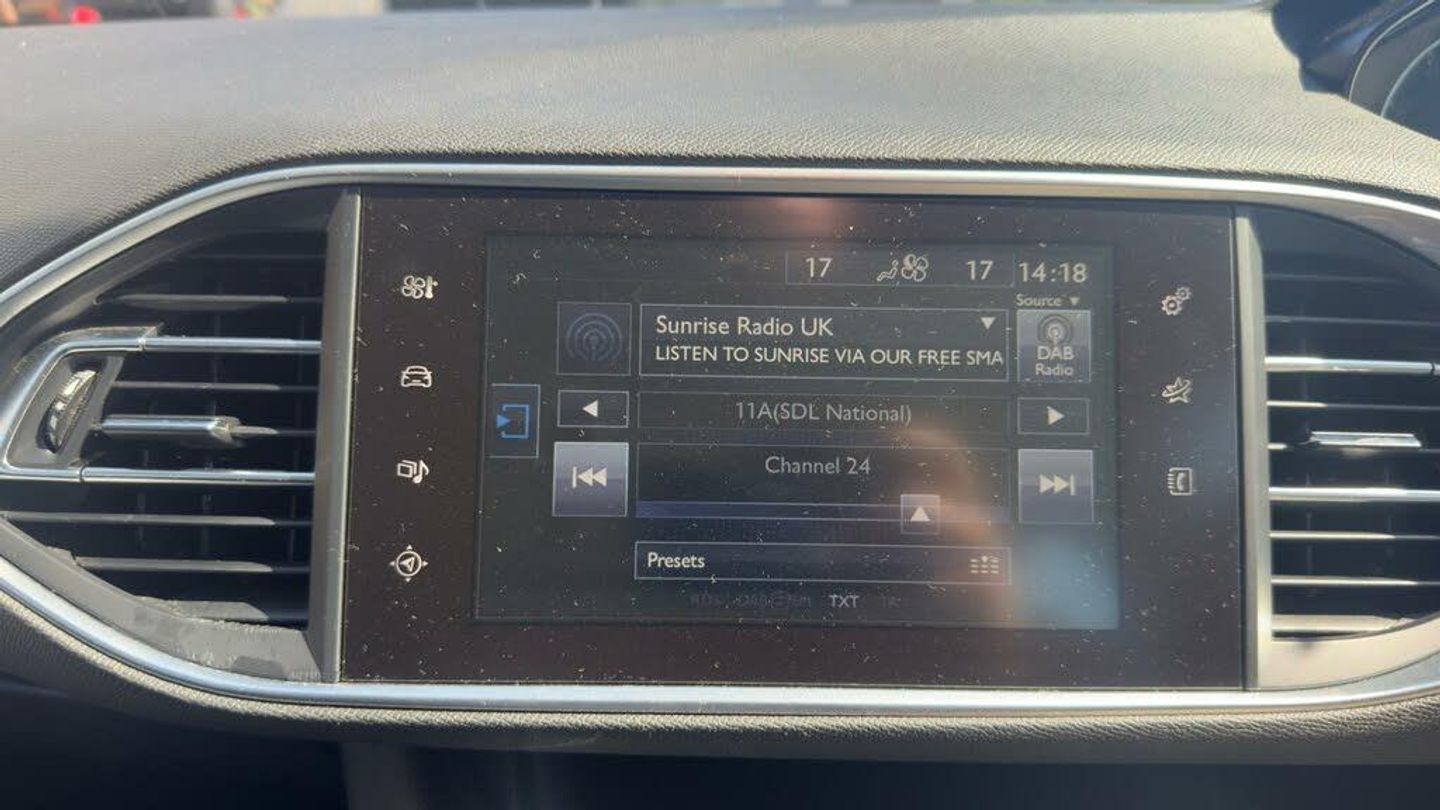 17 17 14:18
Source
Sunrise Radio UK
LISTEN TO SUNRISE VIA OUR FREE SMA
DAB
Radio
11A(SDL National)
Channel 24
Presets
TXT